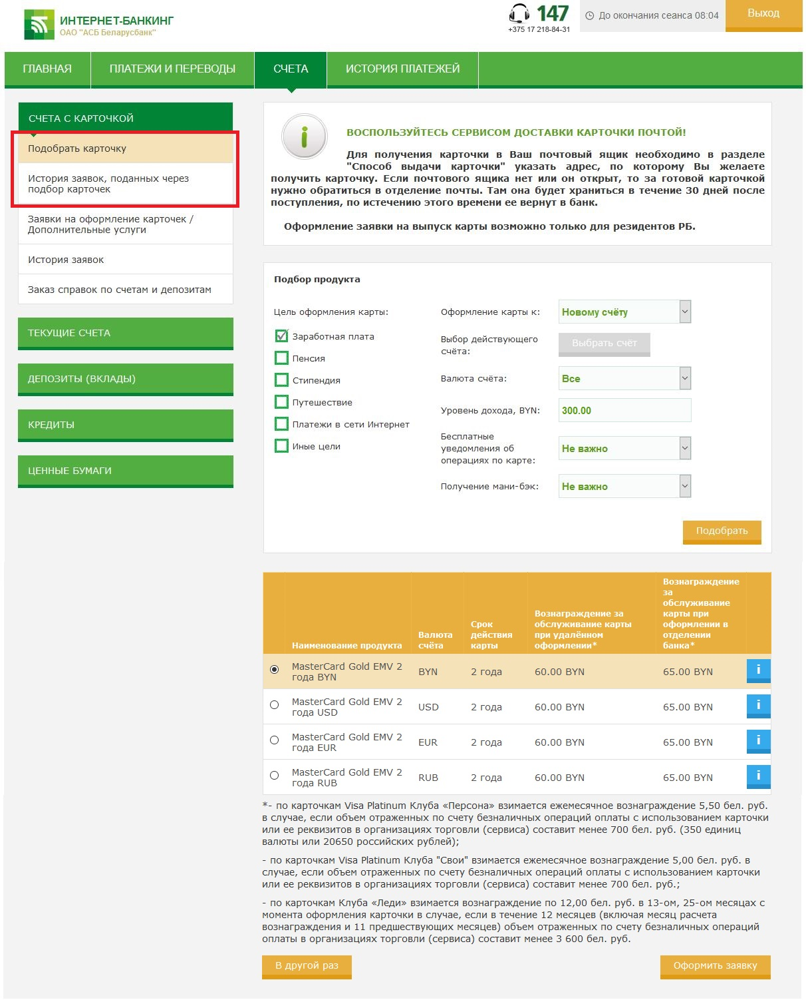 ИНТЕРНЕТ-БАНКИНГ
ОАО "АСБ Беларусбанк"
147
+375 17 218-84-31
До окончания сеанса 08:04
Выход
ГЛАВНАЯ
ПЛАТЕЖИ И ПЕРЕВОДЫ
СЧЕТА
ИСТОРИЯ ПЛАТЕЖЕЙ
СЧЕТА С КАРТОЧКОЙ
Подобрать карточку
История заявок, поданных через
подбор карточек
Заявки на оформление карточек /
Дополнительные услуги
История заявок
Заказ справок по счетам и депозитам
ТЕКУЩИЕ СЧЕТА
ДЕПОЗИТЫ (ВКЛАДЫ)
КРЕДИТЫ
ЦЕННЫЕ БУМАГИ
i
ВОСПОЛЬЗУЙТЕСЬ СЕРВИСОМ ДОСТАВКИ КАРТОЧКИ ПОЧТОЙ!
Для получения карточки в Ваш почтовый ящик необходимо в разделе
"Способ выдачи карточки" указать адрес, по которому Вы желаете
получить карточку. Если почтового ящика нет или он открыт, то за готовой карточкой
нужно обратиться в отделение почты. Там она будет храниться в течение 30 дней после
поступления, по истечению этого времени ее вернут в банк.
Оформление заявки на выпуск карты возможно только для резидентов РБ.
Подбор продукта
Цель оформления карты:
Заработная плата
Пенсия
Стипендия
Путешествие
Платежи в сети Интернет
Иные цели
Оформление карты к:
Новому счёту
Выбор действующего
счёта:
Выбрать счёт
Валюта счёта:
Все
Уровень дохода, BYN:
300.00
Бесплатные
уведомления об
операциях по карте:
Не важно
Получение мани-бэк:
Не важно
Подобрать
Наименование продукта
Валюта
счёта
Срок
действия
карты
Вознаграждение за
обслуживание карты
при удалённом
оформлении*
Вознаграждение
за
обслуживание
карты при
оформлении в
отделении
банка*
MasterCard Gold EMV 2
года BYN
BYN
2 года
60.00 BYN
65.00 BYN
i
MasterCard Gold EMV 2
года USD
USD
2 года
60.00 BYN
65.00 BYN
i
MasterCard Gold EMV 2
года EUR
EUR
2 года
60.00 BYN
65.00 BYN
i
MasterCard Gold EMV 2
года RUB
RUB
2 года
60.00 BYN
65.00 BYN
i
*- по карточкам Visa Platinum Клуба «Персона» взимается ежемесячное вознаграждение 5,50 бел. руб.
в случае, если объем отраженных по счету безналичных операций оплаты с использованием карточки
или ее реквизитов в организациях торговли (сервиса) составит менее 700 бел. руб. (350 единиц
валюты или 20650 российских рублей);
- по карточкам Visa Platinum Клуба "Свои" взимается ежемесячное вознаграждение 5,00 бел. руб. в
случае, если объем отраженных по счету безналичных операций оплаты с использованием карточки
или ее реквизитов в организациях торговли (сервиса) составит менее 700 бел. руб.;
- по карточкам Клуба «Леди» взимается вознаграждение по 12,00 бел. руб. в 13-ом, 25-ом месяцах с
момента оформления карточки в случае, если в течение 12 месяцев (включая месяц расчета
вознаграждения и 11 предшествующих месяцев) объем отраженных по счету безналичных операций
оплаты в организациях торговли (сервиса) составит менее 3 600 бел. руб.
В другой раз
Оформить заявку